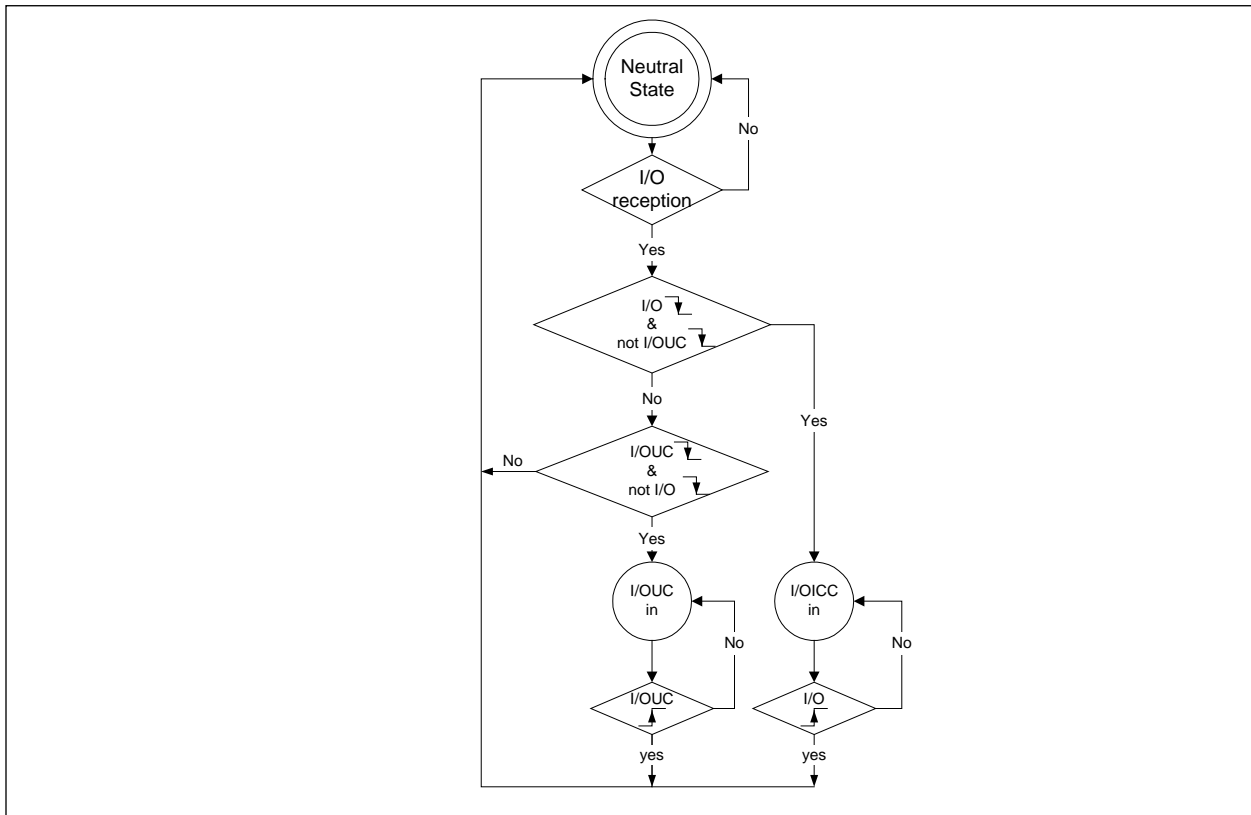 Neutral
State
No
I/O
reception
Yes
I/O
&
not I/OUC
No
Yes
I/OUC
&
not I/O
No
Yes
I/OUC
in
I/OICC
in
No
No
I/OUC
I/O
yes
yes